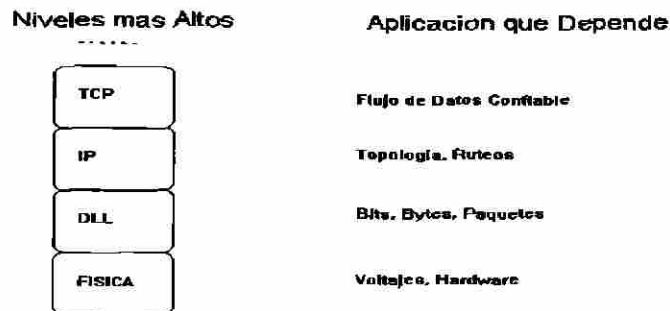 Niveles mas Altos
Aplicacion que Depende
TCP
Flujo de Datos Confiable
IP
Topología, Ruteos
DLL
Bits, Bytes, Paquetes
FISICA
Voltajes, Hardware